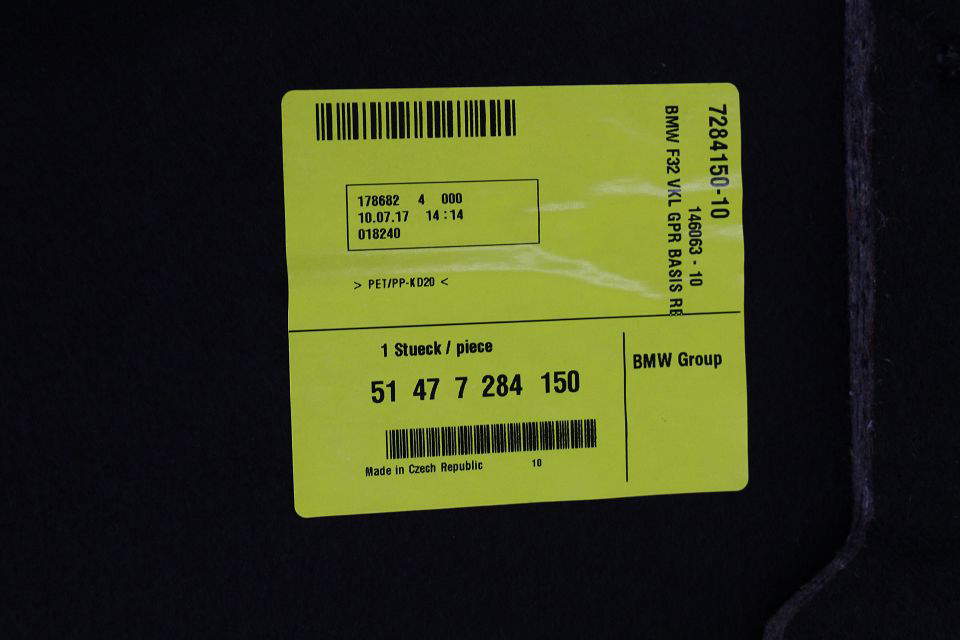 178682 4 000
10.07.17 14:14
018240
> PET/PP-KD20 <
7284150-10
146063 - 10
BMW F32 VKL GPR BASIS
1 Stueck / piece
51 47 7 284 150
BMW Group
Made in Czech Republic 10